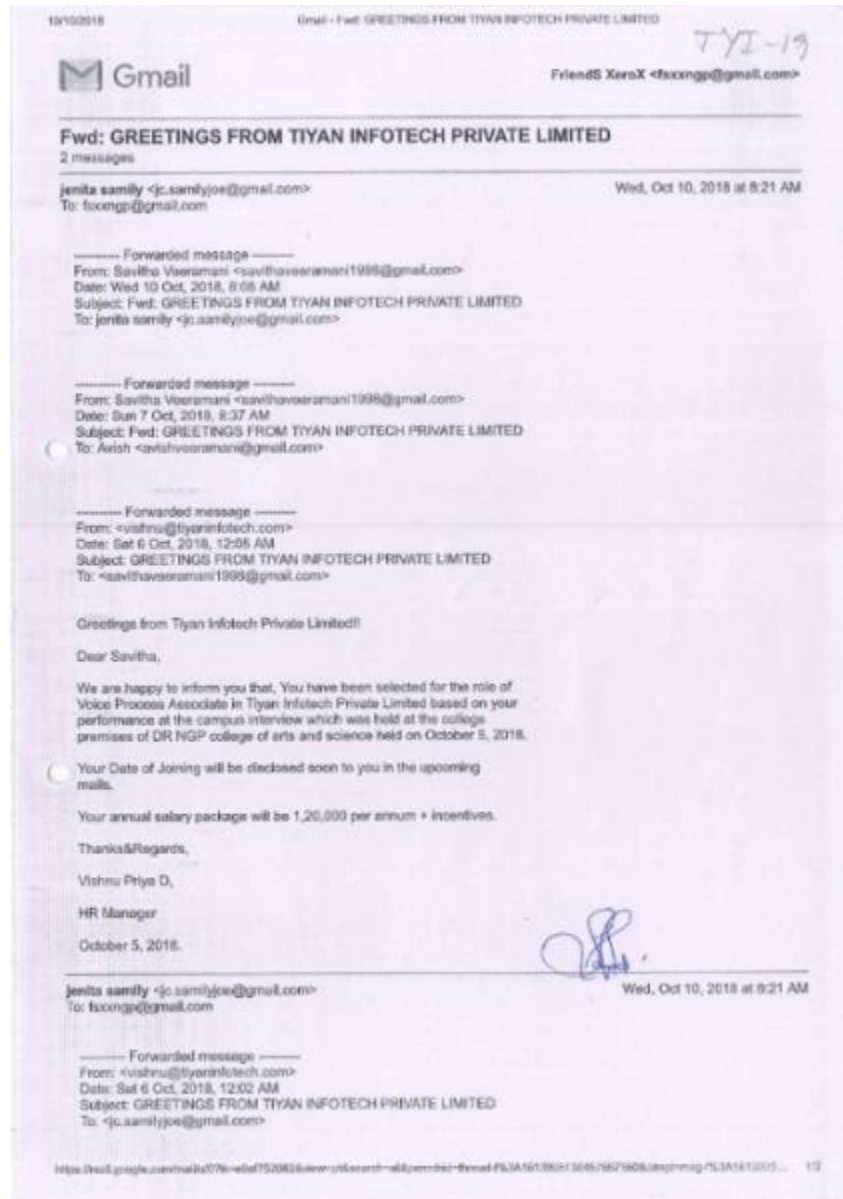 10/10/2018 Gmail - Fwd: GREETINGS FROM TIYAN INFOTECH PRIVATE LIMITED
TYI-19
Gmail FriendS XeroX <fsxxngp@gmail.com>
Fwd: GREETINGS FROM TIYAN INFOTECH PRIVATE LIMITED
2 messages
jenita samily <jc.samilyjoe@gmail.com> Wed, Oct 10, 2018 at 8:21 AM
To: fsxxngp@gmail.com
---------- Forwarded message ----------
From: Savitha Veeramani <savithaveeramani1998@gmail.com>
Date: Wed 10 Oct, 2018, 8:08 AM
Subject: Fwd: GREETINGS FROM TIYAN INFOTECH PRIVATE LIMITED
To: jenita samily <jc.samilyjoe@gmail.com>
---------- Forwarded message ----------
From: Savitha Veeramani <savithaveeramani1998@gmail.com>
Date: Sun 7 Oct, 2018, 8:37 AM
Subject: Fwd: GREETINGS FROM TIYAN INFOTECH PRIVATE LIMITED
To: Avish <avishveeramani@gmail.com>
---------- Forwarded message ----------
From: <vishnu@tiyaninfotech.com>
Date: Sat 6 Oct, 2018, 12:05 AM
Subject: GREETINGS FROM TIYAN INFOTECH PRIVATE LIMITED
To: <savithaveeramani1998@gmail.com>
Greetings from Tiyan Infotech Private Limited!!
Dear Savitha,
We are happy to inform you that, You have been selected for the role of
Voice Process Associate in Tiyan Infotech Private Limited based on your
performance at the campus interview which was held at the college
premises of DR NGP college of arts and science held on October 5, 2018.
Your Date of Joining will be disclosed soon to you in the upcoming
mails.
Your annual salary package will be 1,20,000 per annum + incentives.
Thanks&Regards,
Vishnu Priya D,
HR Manager
October 5, 2018.
jenita samily <jc.samilyjoe@gmail.com> Wed, Oct 10, 2018 at 8:21 AM
To: fsxxngp@gmail.com
---------- Forwarded message ----------
From: <vishnu@tiyaninfotech.com>
Date: Sat 6 Oct, 2018, 12:02 AM
Subject: GREETINGS FROM TIYAN INFOTECH PRIVATE LIMITED
To: <jc.samilyjoe@gmail.com>
1/2